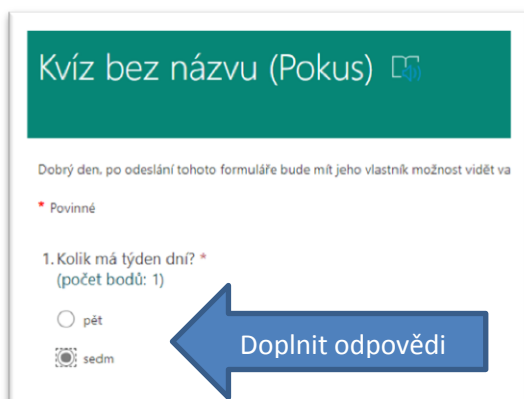 Kvíz bez názvu (Pokus)
Dobrý den, po odeslání tohoto formuláře bude mít jeho vlastník možnost vidět va
* Povinné
1. Kolik má týden dní? *
(počet bodů: 1)
pět
sedm
Doplnit odpovědi